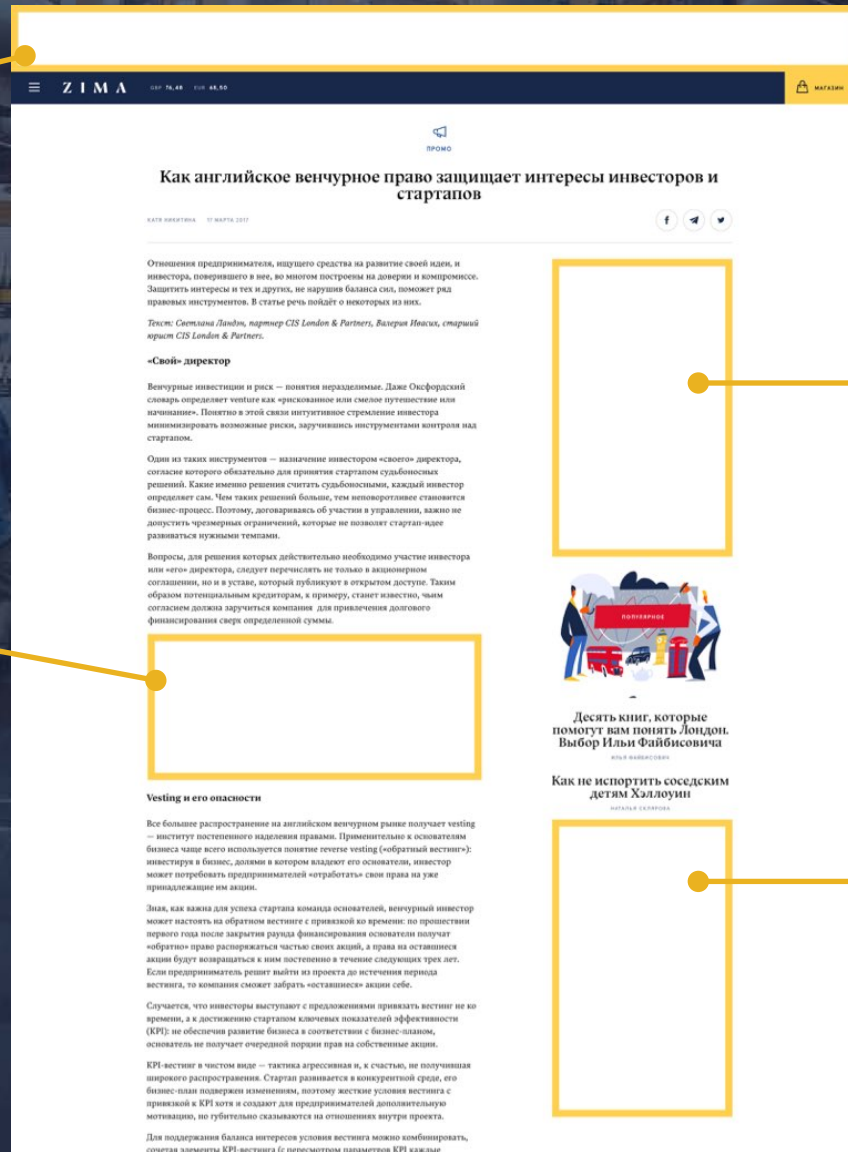 ZIMA GBP 76,48 EUR 68,50 МАГАЗИН
ПРОМО
Как английское венчурное право защищает интересы инвесторов и
стартапов
КАТЯ НИКИТИНА 17 МАРТА 2017
Отношения предпринимателя, ищущего средства на развитие своей идеи, и
инвестора, поверившего в нее, во многом построены на доверии и компромиссе.
Защитить интересы и тех и других, не нарушив баланса сил, поможет ряд
правовых инструментов. В статье речь пойдёт о некоторых из них.
Текст: Светлана Ландэн, партнер CIS London & Partners, Валерия Ивасих, старший
юрист CIS London & Partners.
«Свой» директор
Венчурные инвестиции и риск — понятия неразделимые. Даже Оксфордский
словарь определяет venture как «рискованное или смелое путешествие или
начинание». Понятно в этой связи интуитивное стремление инвестора
минимизировать возможные риски, заручившись инструментами контроля над
стартапом.
Один из таких инструментов — назначение инвестором «своего» директора,
согласие которого обязательно для принятия стартапом судьбоносных
решений. Какие именно решения считать судьбоносными, каждый инвестор
определяет сам. Чем таких решений больше, тем неповоротливее становится
бизнес-процесс. Поэтому, договариваясь об участии в управлении, важно не
допустить чрезмерных ограничений, которые не позволят стартап-идее
развиваться нужными темпами.
Вопросы, для решения которых действительно необходимо участие инвестора
или «его» директора, следует перечислять не только в акционерном
соглашении, но и в уставе, который публикуют в открытом доступе. Таким
образом потенциальным кредиторам, к примеру, станет известно, чьим
согласием должна заручиться компания для привлечения долгового
финансирования сверх определенной суммы.
ПОПУЛЯРНОЕ
Десять книг, которые
помогут вам понять Лондон.
Выбор Ильи Файбисовича
ИЛЬЯ ФАЙБИСОВИЧ
Как не испортить соседским
детям Хэллоуин
НАТАЛЬЯ СКЛЯРОВА
Vesting и его опасности
Все большее распространение на английском венчурном рынке получает vesting
— институт постепенного наделения правами. Применительно к основателям
бизнеса чаще всего используется понятие reverse vesting («обратный вестинг»):
инвестируя в бизнес, долями в котором владеют его основатели, инвестор
может потребовать предпринимателей «отработать» свои права на уже
принадлежащие им акции.
Зная, как важна для успеха стартапа команда основателей, венчурный инвестор
может настоять на обратном вестинге с привязкой ко времени: по прошествии
первого года после закрытия раунда финансирования основатели получат
«обратно» право распоряжаться частью своих акций, а права на оставшиеся
акции будут возвращаться к ним постепенно в течение следующих трех лет.
Если предприниматель решит выйти из проекта до истечения периода
вестинга, то компания сможет забрать «оставшиеся» акции себе.
Случается, что инвесторы выступают с предложениями привязать вестинг не ко
времени, а к достижению стартапом ключевых показателей эффективности
(KPI): не обеспечив развитие бизнеса в соответствии с бизнес-планом,
основатель не получает очередной порции прав на собственные акции.
KPI-вестинг в чистом виде — тактика агрессивная и, к счастью, не получившая
широкого распространения. Стартап развивается в конкурентной среде, его
бизнес-план подвержен изменениям, поэтому жесткие условия вестинга с
привязкой к KPI хотя и создают для предпринимателей дополнительную
мотивацию, но губительно сказываются на отношениях внутри проекта.
Для поддержания баланса интересов условия вестинга можно комбинировать,
сочетая элементы KPI-вестинга (с пересмотром параметров KPI каждые